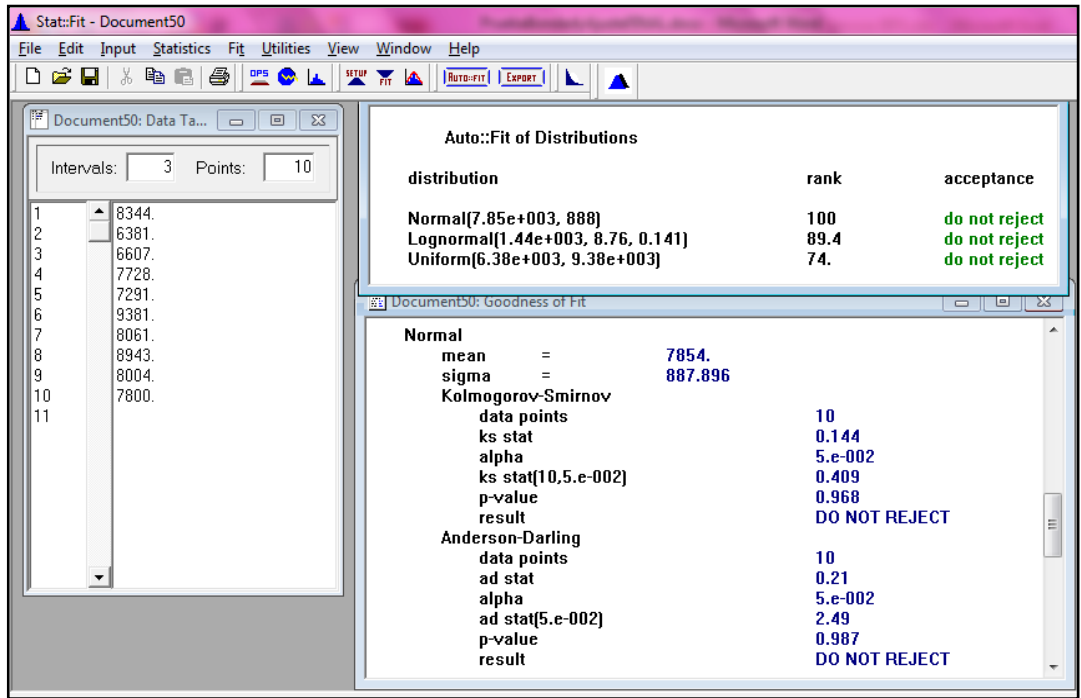 Stat::Fit - Document50
File Edit Input Statistics Fit Utilities View Window Help
OPS SETUP FIT AUTO::FIT EXPORT
Document50: Data Ta...
Intervals: 3 Points: 10
1 8344.
2 6381.
3 6607.
4 7728.
5 7291.
6 9381.
7 8061.
8 8943.
9 8004.
10 7800.
11
Auto::Fit of Distributions
distribution rank acceptance
Normal(7.85e+003, 888) 100 do not reject
Lognormal(1.44e+003, 8.76, 0.141) 89.4 do not reject
Uniform(6.38e+003, 9.38e+003) 74. do not reject
Document50: Goodness of Fit
Normal
mean = 7854.
sigma = 887.896
Kolmogorov-Smirnov
data points 10
ks stat 0.144
alpha 5.e-002
ks stat(10,5.e-002) 0.409
p-value 0.968
result DO NOT REJECT
Anderson-Darling
data points 10
ad stat 0.21
alpha 5.e-002
ad stat(5.e-002) 2.49
p-value 0.987
result DO NOT REJECT